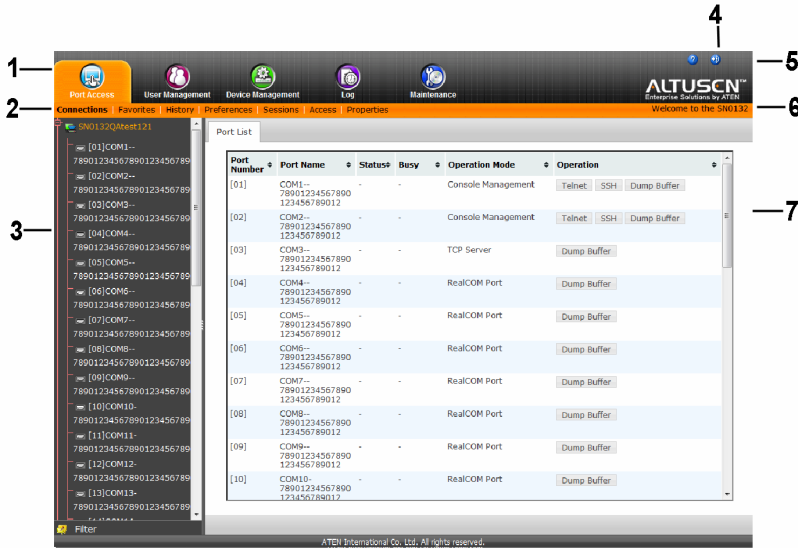 4
1
5
Port Access
User Management
Device Management
Log
Maintenance
ALTUSCN™
Enterprise Solutions by ATEN
2
Connections Favorites History Preferences Sessions Access Properties
Welcome to the SN0132
6
SN0132QAtest121
[01]COM1--
78901234567890123456789
[02]COM2--
78901234567890123456789
[03]COM3--
78901234567890123456789
[04]COM4--
78901234567890123456789
[05]COM5--
78901234567890123456789
[06]COM6--
78901234567890123456789
[07]COM7--
78901234567890123456789
[08]COM8--
78901234567890123456789
[09]COM9--
78901234567890123456789
[10]COM10-
78901234567890123456789
[11]COM11-
78901234567890123456789
[12]COM12-
78901234567890123456789
[13]COM13-
78901234567890123456789
3
Filter
Port List
Port Number Port Name Status Busy Operation Mode Operation
[01] COM1-- - - Console Management Telnet SSH Dump Buffer
78901234567890
123456789012
[02] COM2-- - - Console Management Telnet SSH Dump Buffer
78901234567890
123456789012
[03] COM3-- - - TCP Server Dump Buffer
78901234567890
123456789012
[04] COM4-- - - RealCOM Port Dump Buffer
78901234567890
123456789012
[05] COM5-- - - RealCOM Port Dump Buffer
78901234567890
123456789012
[06] COM6-- - - RealCOM Port Dump Buffer
78901234567890
123456789012
[07] COM7-- - - RealCOM Port Dump Buffer
78901234567890
123456789012
[08] COM8-- - - RealCOM Port Dump Buffer
78901234567890
123456789012
[09] COM9-- - - RealCOM Port Dump Buffer
78901234567890
123456789012
[10] COM10- - - RealCOM Port Dump Buffer
78901234567890
123456789012
7
ATEN International Co. Ltd. All rights reserved.